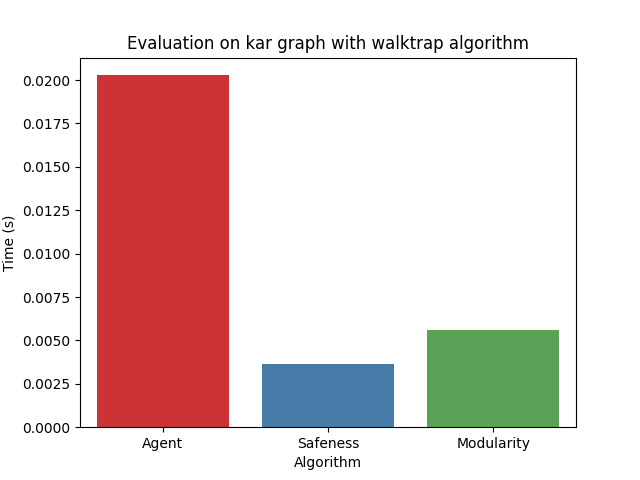 Evaluation on kar graph with walktrap algorithm
Time (s)
0.0200
0.0175
0.0150
0.0125
0.0100
0.0075
0.0050
0.0025
0.0000
Agent Safeness Modularity
Algorithm